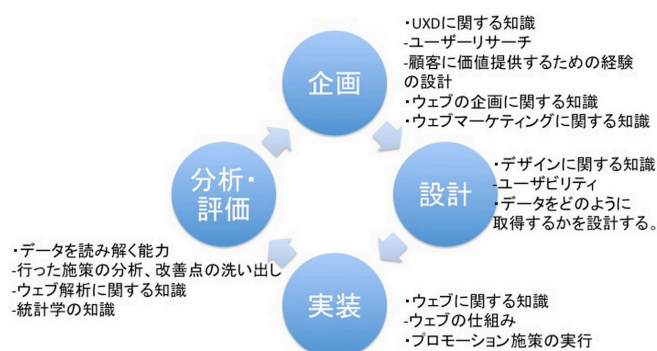 ・UXDに関する知識
-ユーザーリサーチ
-顧客に価値提供するための経験
の設計
・ウェブの企画に関する知識
・ウェブマーケティングに関する知識
企画
・デザインに関する知識
-ユーザビリティ
・データをどのように
取得するかを設計する。
設計
分析・
評価
・データを読み解く能力
-行った施策の分析、改善点の洗い出し
-ウェブ解析に関する知識
-統計学の知識
実装
・ウェブに関する知識
-ウェブの仕組み
・プロモーション施策の実行